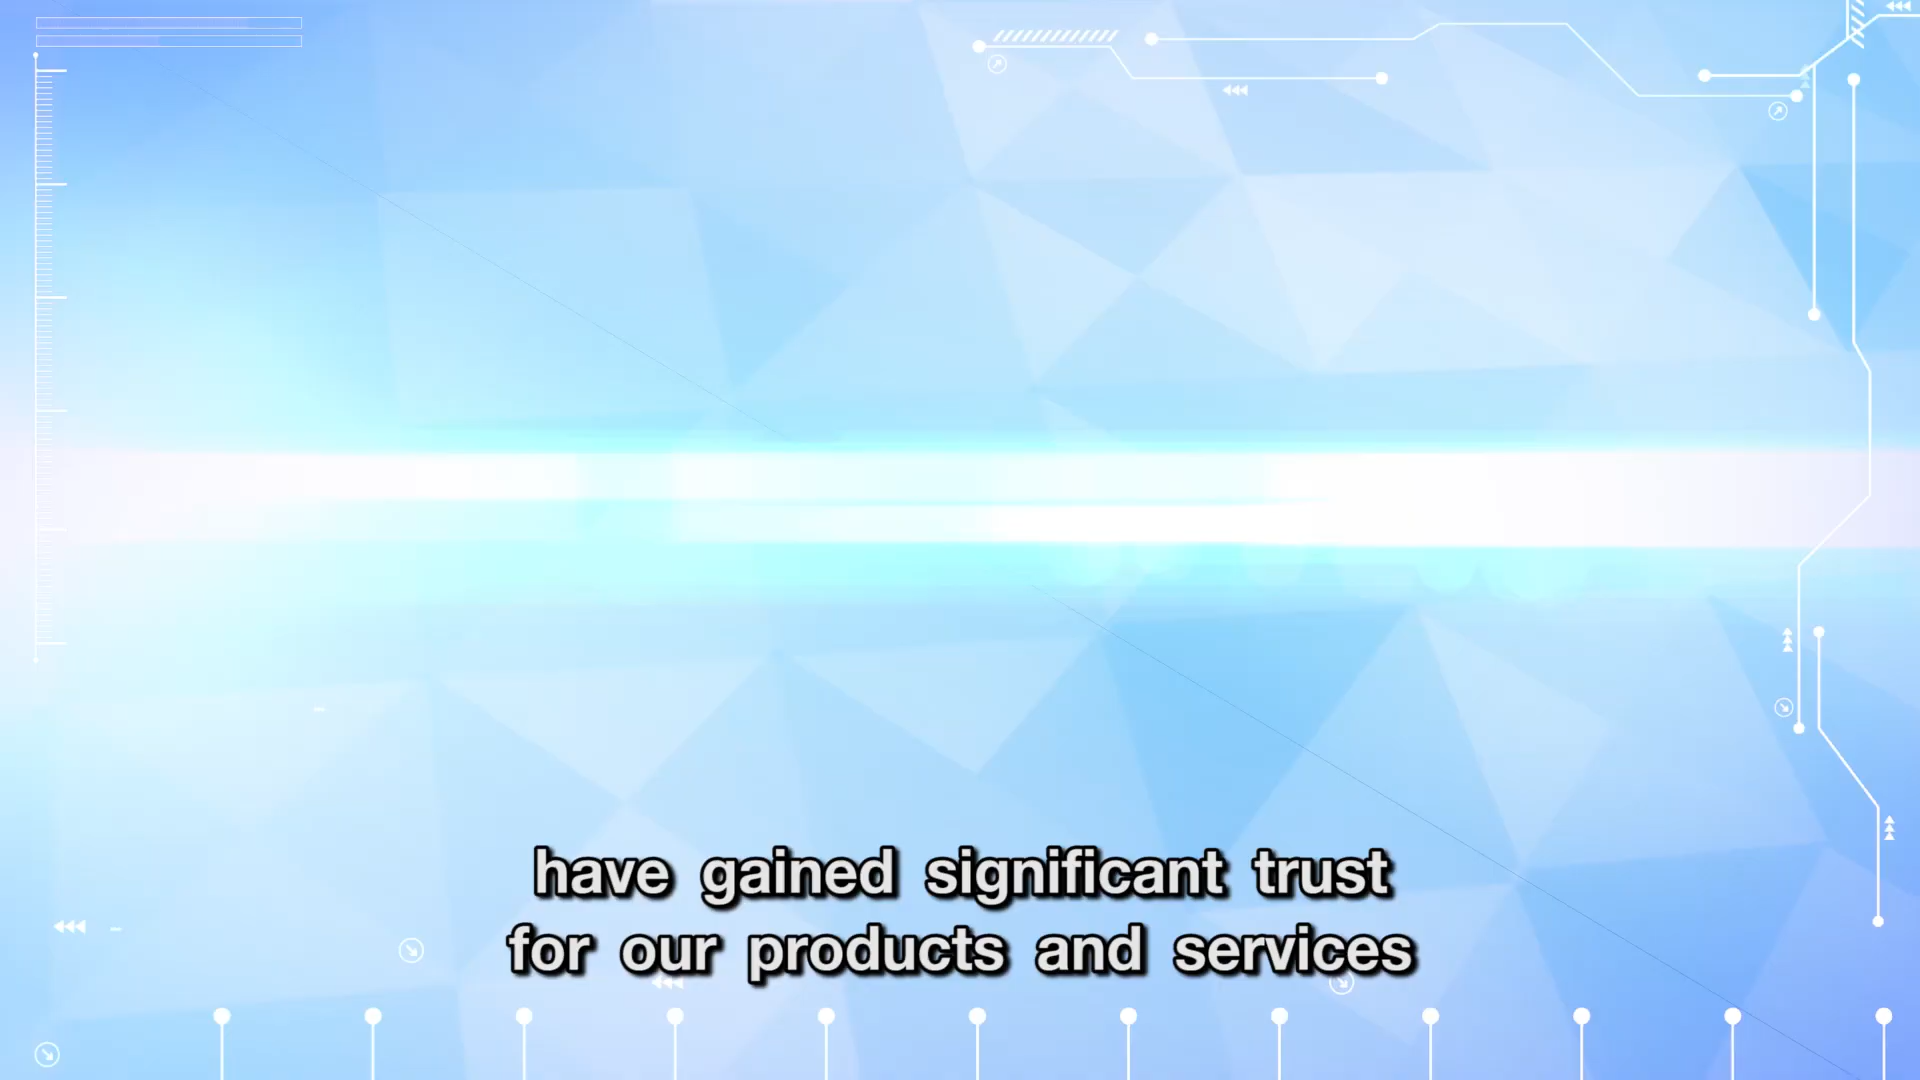 have gained significant trust
for our products and services